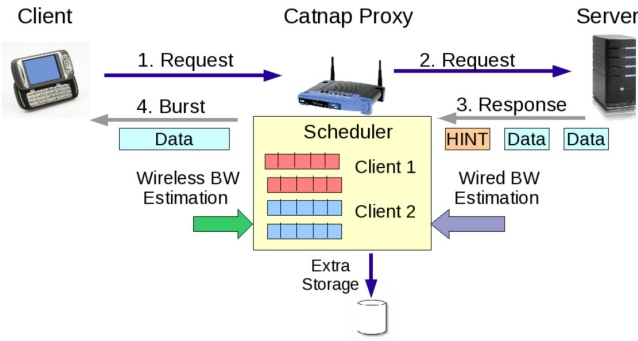 Client
Catnap Proxy
Server
1. Request
2. Request
4. Burst
3. Response
Data
HINT
Data
Data
Scheduler
Client 1
Client 2
Wireless BW
Estimation
Wired BW
Estimation
Extra
Storage